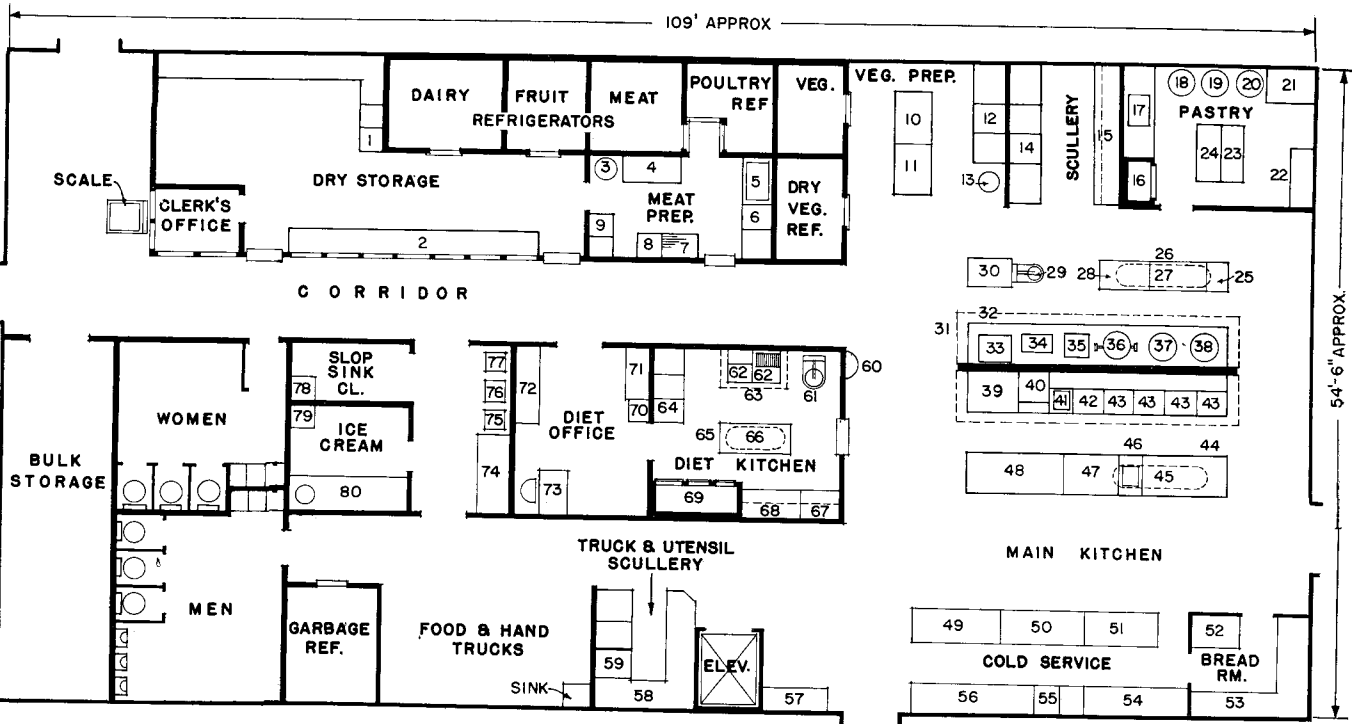 109' APPROX
DAIRY
FRUIT
MEAT
POULTRY
REF
VEG.
REFRIGERATORS
VEG. PREP.
SCULLERY
PASTRY
18
19
20
21
17
10
12
1
14
15
11
24
23
13
16
22
SCALE
CLERK'S
OFFICE
DRY STORAGE
3
4
5
MEAT
PREP.
6
9
8
7
DRY
VEG.
REF.
2
CORRIDOR
30
29
28
26
27
25
31
32
33
34
35
36
37
38
39
40
41
42
43
43
43
43
54'-6" APPROX.
BULK
STORAGE
WOMEN
SLOP
SINK
CL.
78
79
ICE
CREAM
80
77
76
75
74
72
71
70
DIET
OFFICE
73
64
62
62
63
61
60
65
66
DIET KITCHEN
69
68
67
46
44
48
47
45
MEN
GARBAGE
REF.
FOOD & HAND
TRUCKS
TRUCK & UTENSIL
SCULLERY
59
58
SINK
ELEV.
57
MAIN KITCHEN
49
50
51
52
COLD SERVICE
BREAD
RM.
56
55
54
53